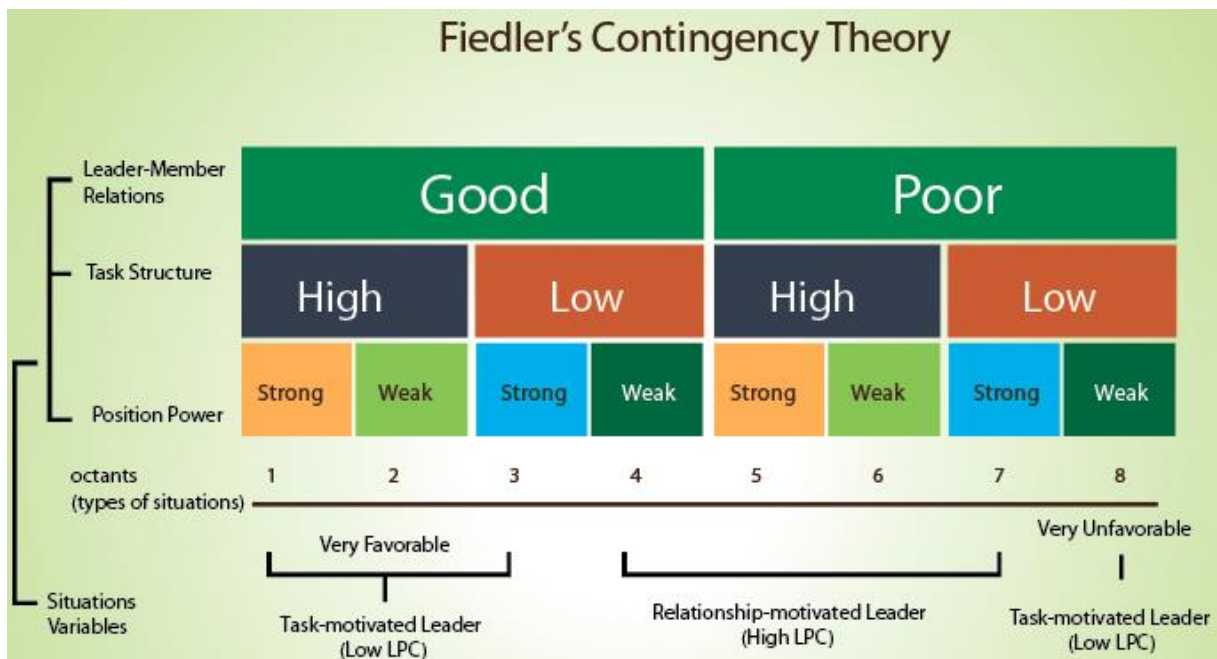 Fiedler's Contingency Theory
Leader-Member
Relations
Good
Poor
Task Structure
High
Low
High
Low
Position Power
Strong
Weak
Strong
Weak
Strong
Weak
Strong
Weak
octants
(types of situations)
1
2
3
4
5
6
7
8
Very Favorable
Very Unfavorable
Situations
Variables
Task-motivated Leader
(Low LPC)
Relationship-motivated Leader
(High LPC)
Task-motivated Leader
(Low LPC)